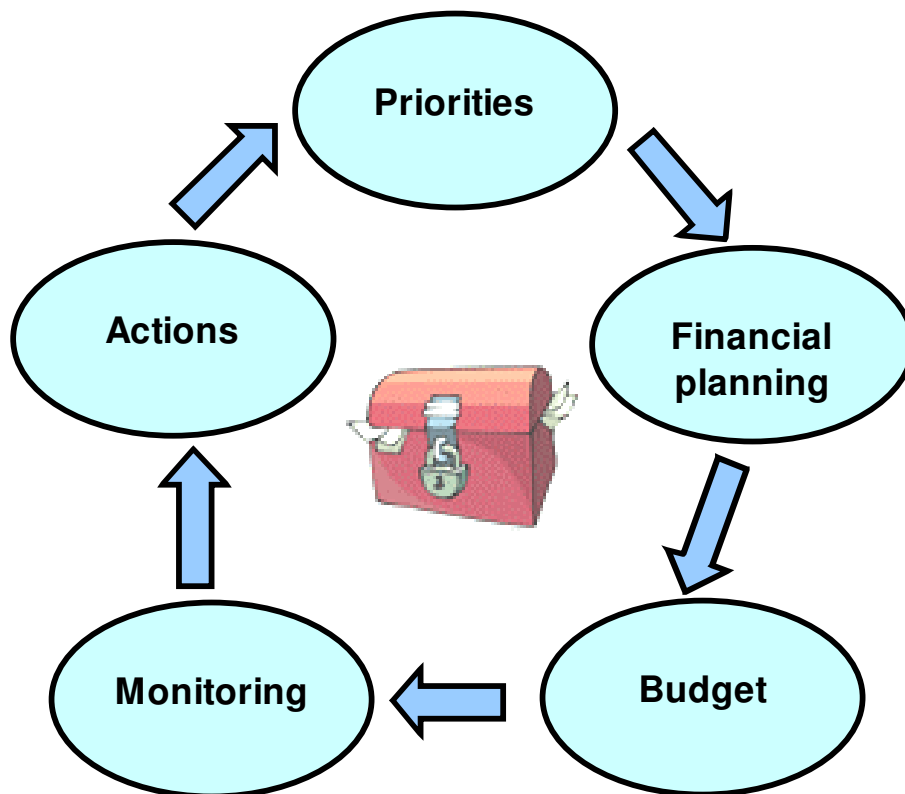 Priorities
Financial
planning
Budget
Monitoring
Actions